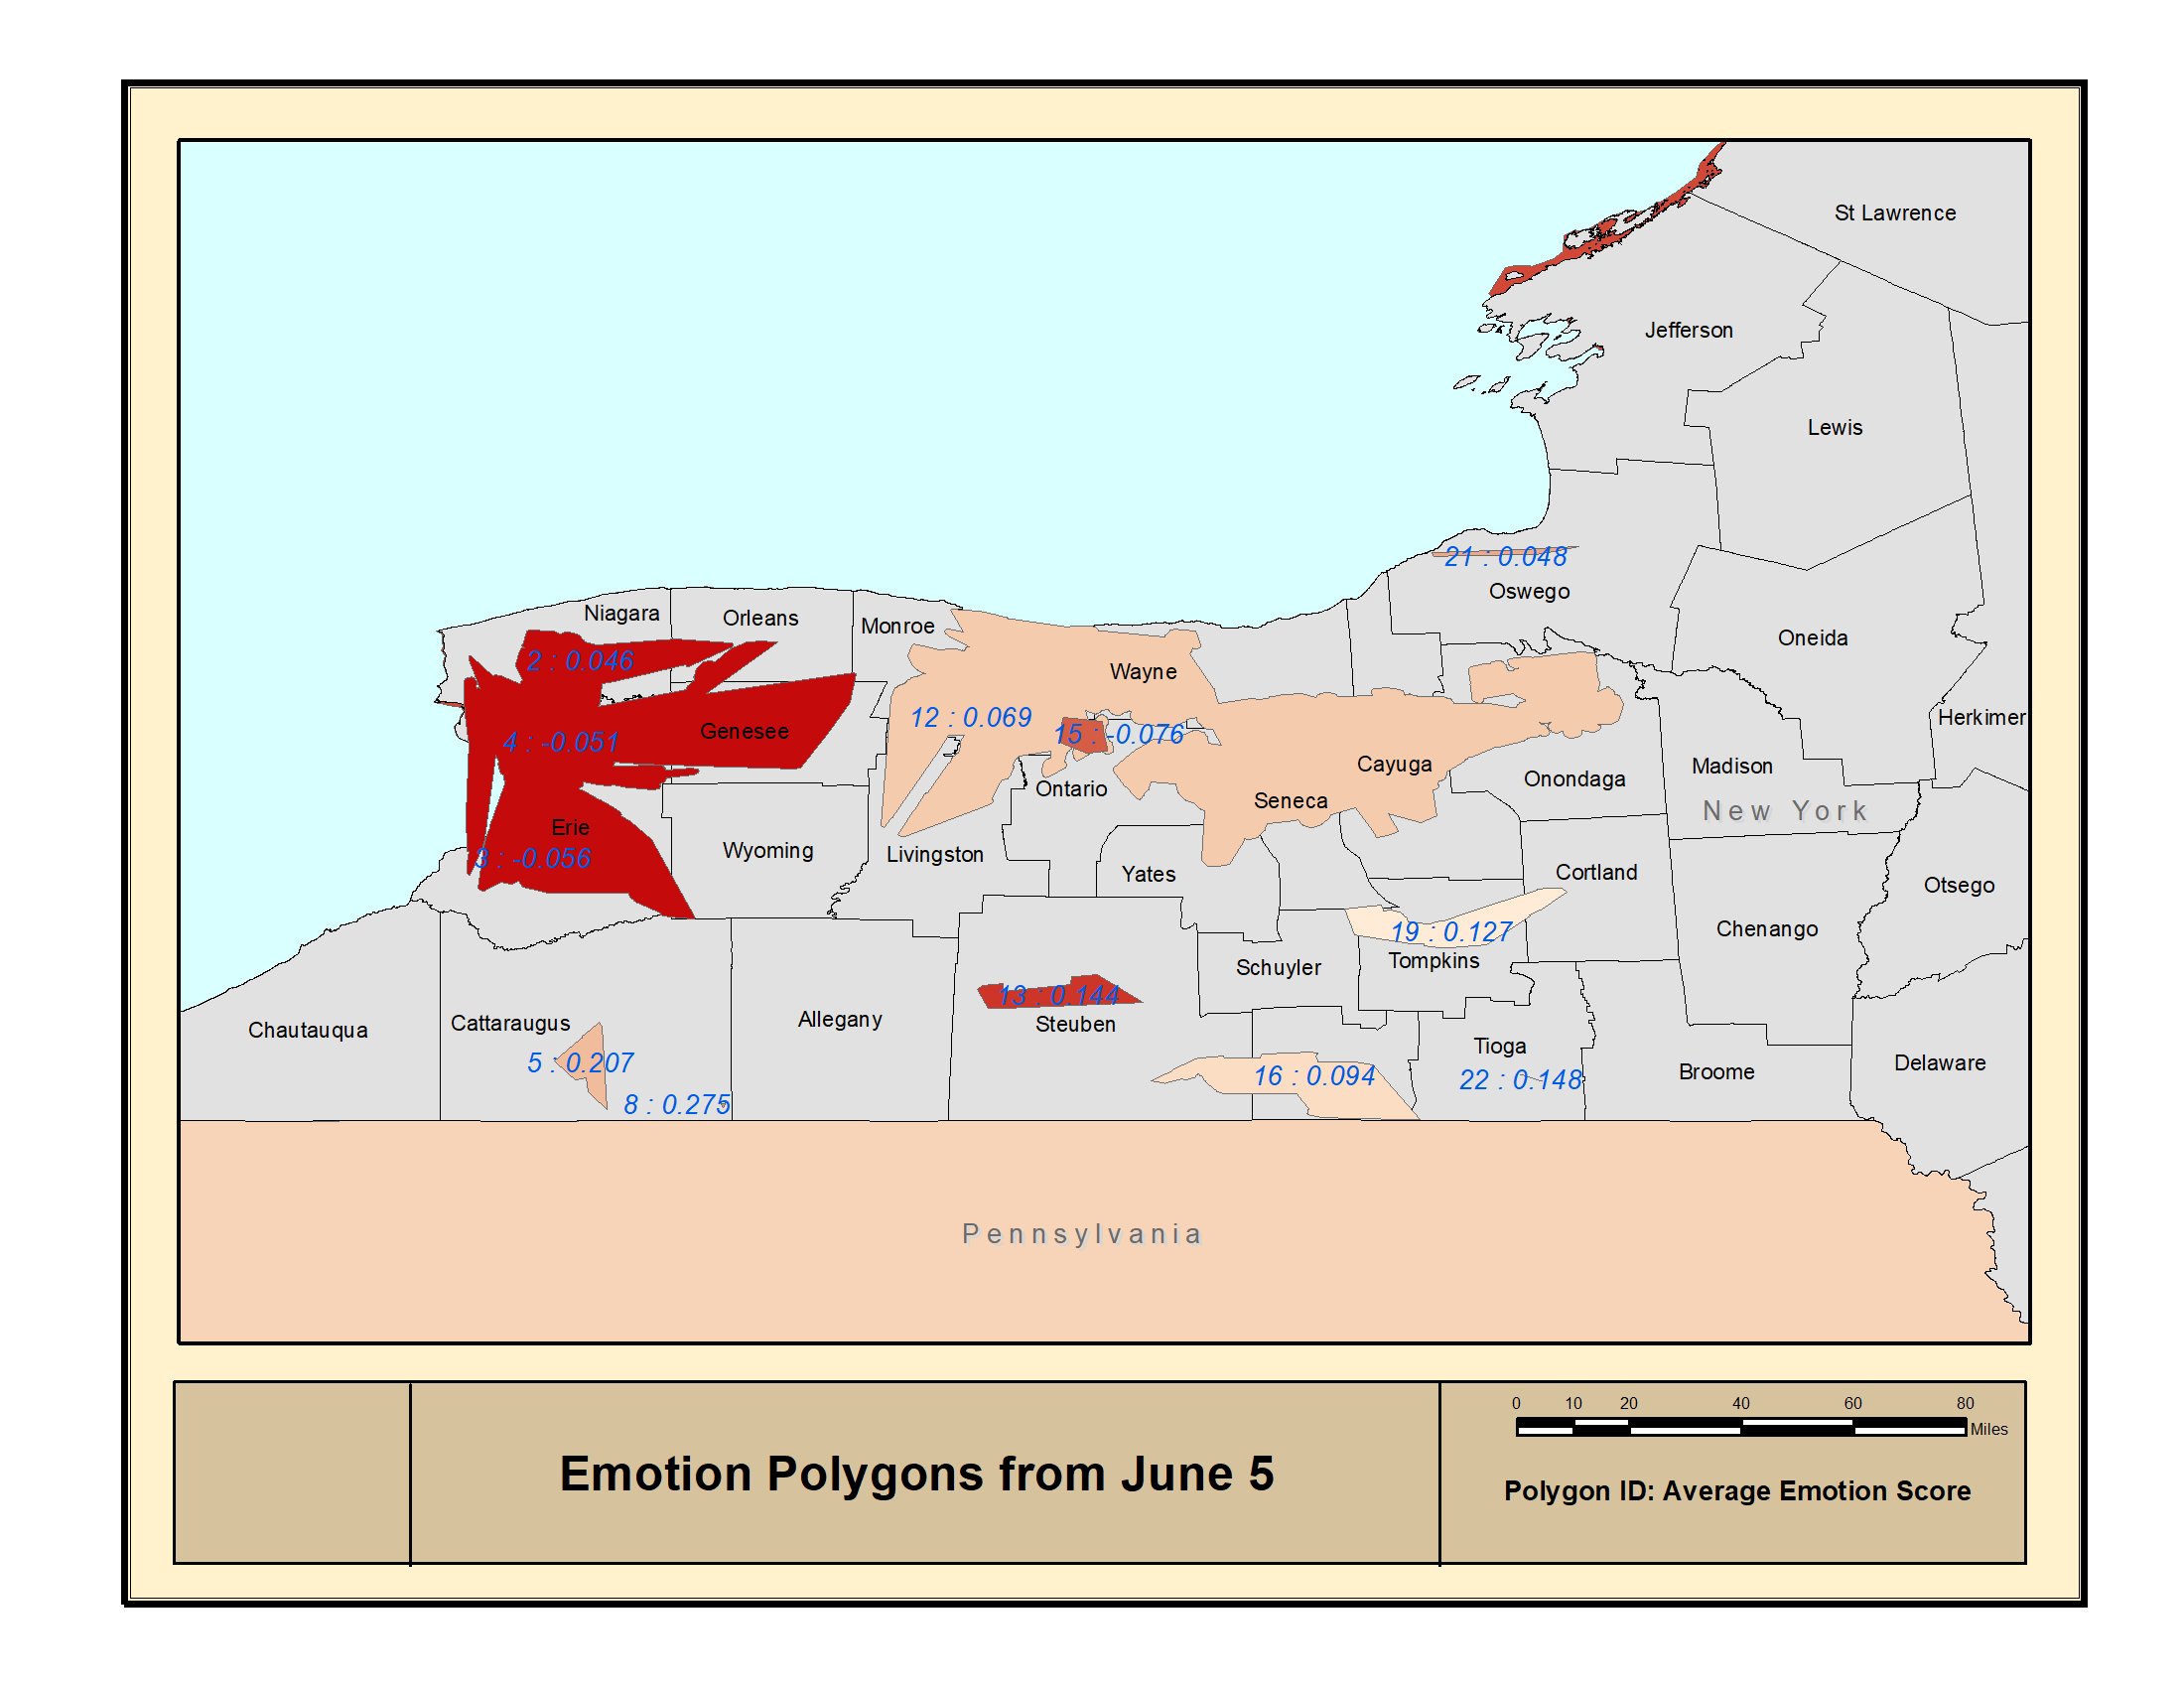 St Lawrence
Jefferson
Lewis
21 : 0.048
Oswego
Niagara
Orleans
Monroe
Oneida
2 : 0.046
Wayne
12 : 0.069
Herkimer
Genesee
15 : -0.076
4 : -0.051
Cayuga
Madison
Onondaga
Ontario
Seneca
New York
Erie
Wyoming
Livingston
3 : -0.056
Yates
Cortland
Otsego
19 : 0.127
Chenango
Tompkins
Schuyler
13 : 0.144
Allegany
Cattaraugus
Steuben
Chautauqua
Tioga
5 : 0.207
Delaware
Broome
16 : 0.094
22 : 0.148
8 : 0.275
Pennsylvania
0 10 20 40 60 80
Miles
Emotion Polygons from June 5
Polygon ID: Average Emotion Score